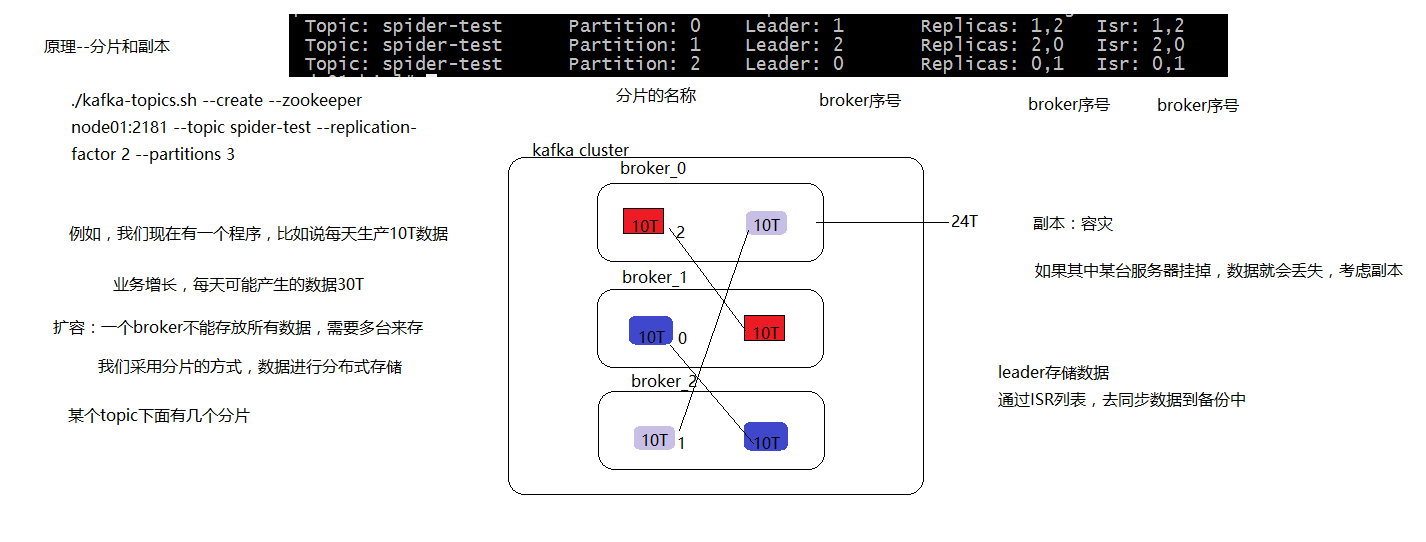 Topic: spider-test Partition: 0 Leader: 1 Replicas: 1,2 Isr: 1,2
Topic: spider-test Partition: 1 Leader: 2 Replicas: 2,0 Isr: 2,0
Topic: spider-test Partition: 2 Leader: 0 Replicas: 0,1 Isr: 0,1
原理--分片和副本
分片的名称
broker序号
broker序号
broker序号
./kafka-topics.sh --create --zookeeper
node01:2181 --topic spider-test --replication-
factor 2 --partitions 3
kafka cluster
broker_0
10T
2
10T
24T
broker_1
10T
0
10T
broker_2
10T
1
10T
例如，我们现在有一个程序，比如说每天生产10T数据
业务增长，每天可能产生的数据30T
扩容：一个broker不能存放所有数据，需要多台来存
我们采用分片的方式，数据进行分布式存储
某个topic下面有几个分片
副本：容灾
如果其中某台服务器挂掉，数据就会丢失，考虑副本
leader存储数据
通过ISR列表，去同步数据到备份中